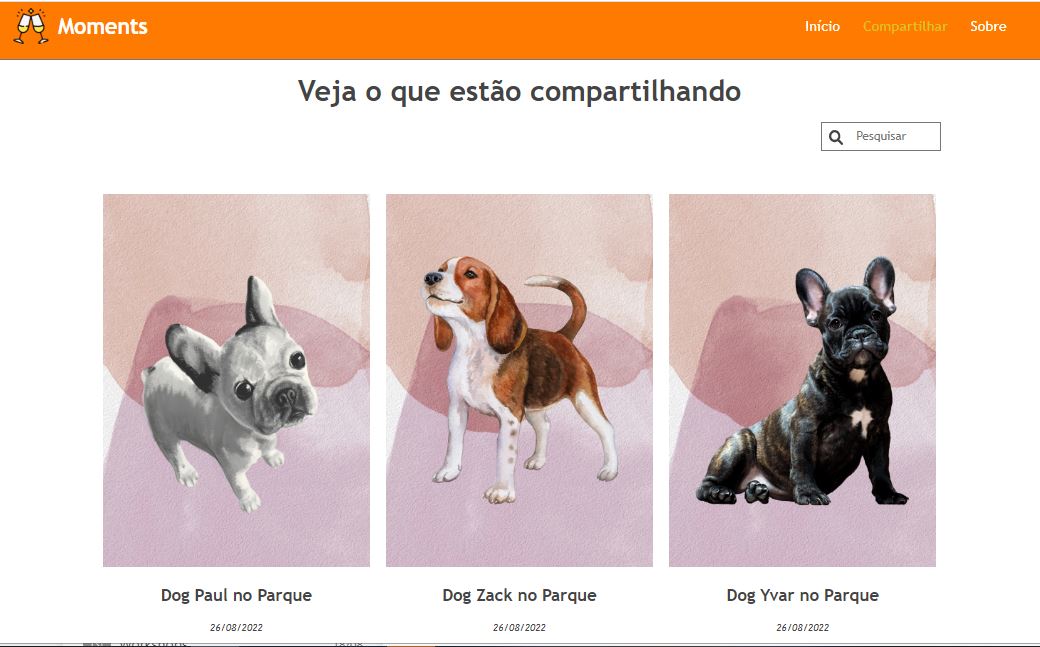 Moments
Início Compartilhar Sobre
Veja o que estão compartilhando
Pesquisar
Dog Paul no Parque Dog Zack no Parque Dog Yvar no Parque
26/08/2022 26/08/2022 26/08/2022